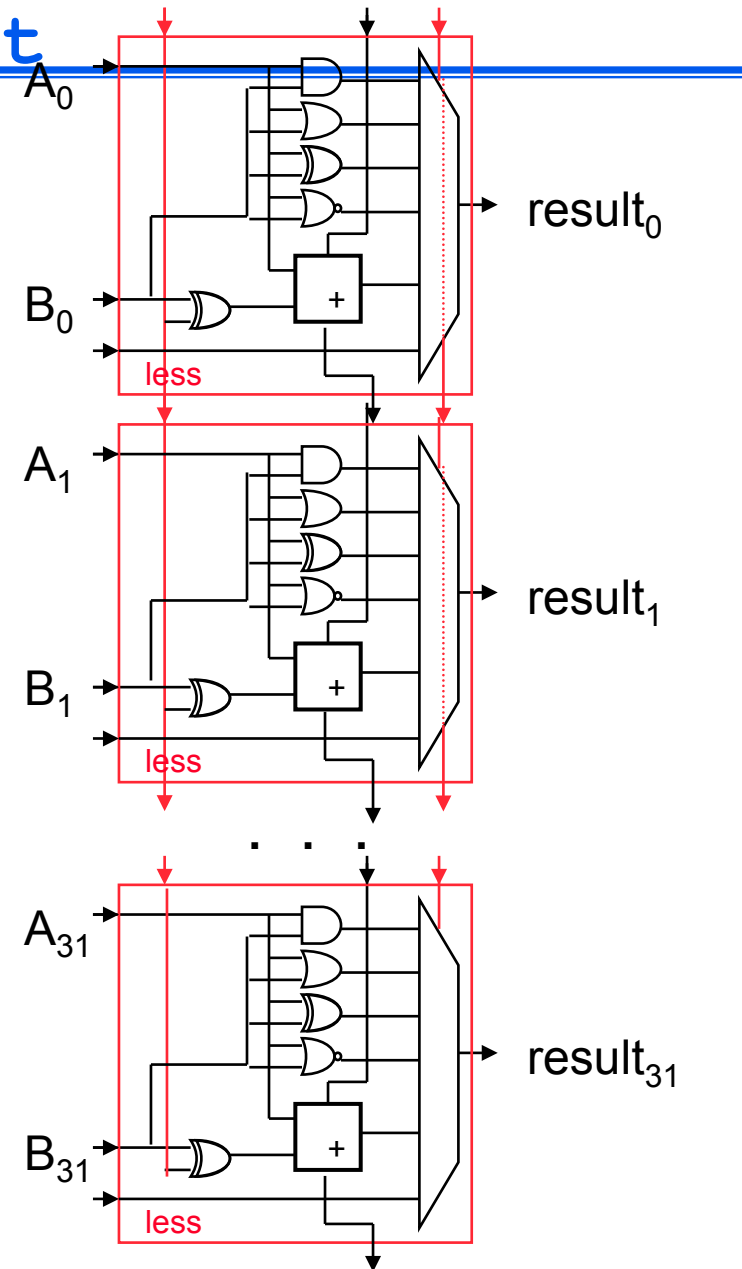 t
A0
result0
+
B0
less
A1
result1
+
B1
less
. . .
A31
result31
+
B31
less